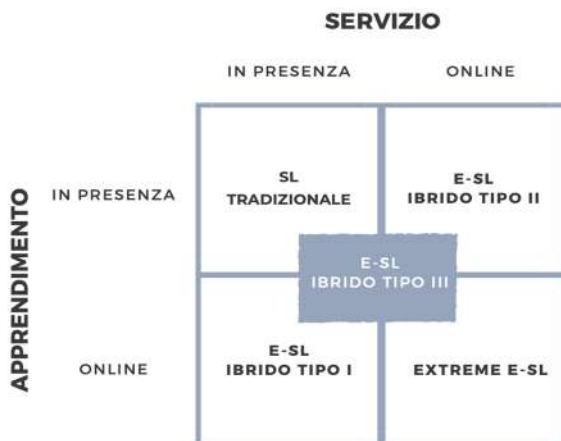 SERVIZIO
IN PRESENZA
ONLINE
APPRENDIMENTO
IN PRESENZA
SL
TRADIZIONALE
E-SL
IBRIDO TIPO II
E-SL
IBRIDO TIPO III
ONLINE
E-SL
IBRIDO TIPO I
EXTREME E-SL